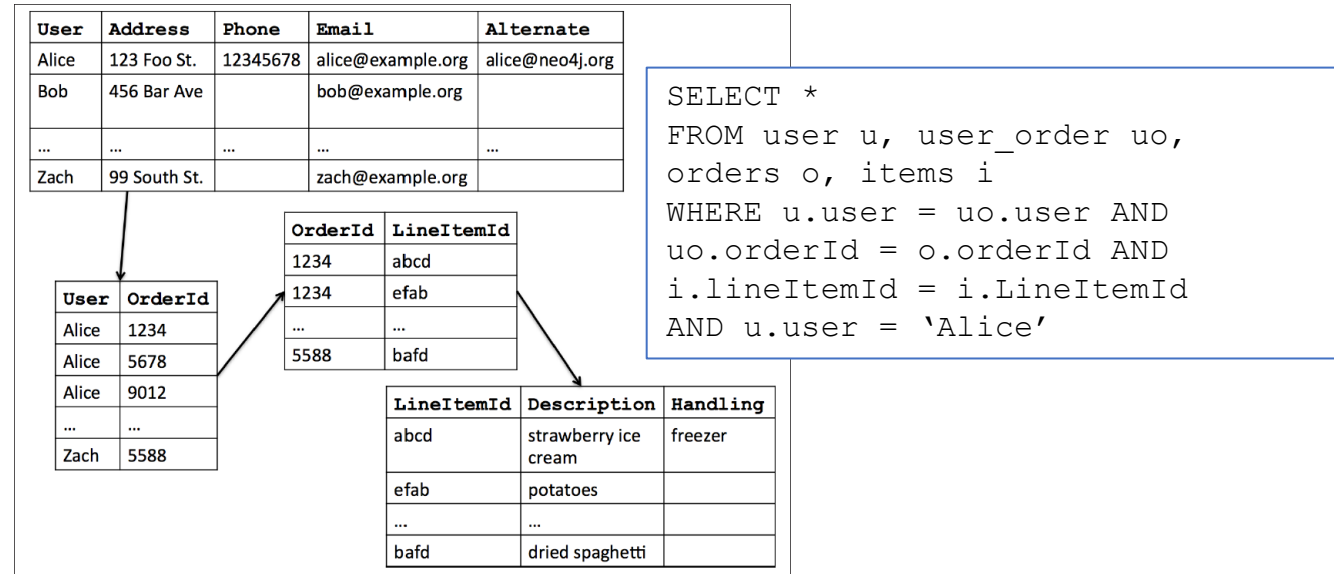 User Address Phone Email Alternate
Alice 123 Foo St. 12345678 alice@example.org alice@neo4j.org
Bob 456 Bar Ave bob@example.org
... ... ... ... ...
Zach 99 South St. zach@example.org
User OrderId
Alice 1234
Alice 5678
Alice 9012
... ...
Zach 5588
OrderId LineItemId
1234 abcd
1234 efab
... ...
5588 bafd
LineItemId Description Handling
abcd strawberry ice freezer
cream
efab potatoes
... ...
bafd dried spaghetti
SELECT *
FROM user u, user_order uo,
orders o, items i
WHERE u.user = uo.user AND
uo.orderId = o.orderId AND
i.lineItemId = i.LineItemId
AND u.user = ‘Alice’